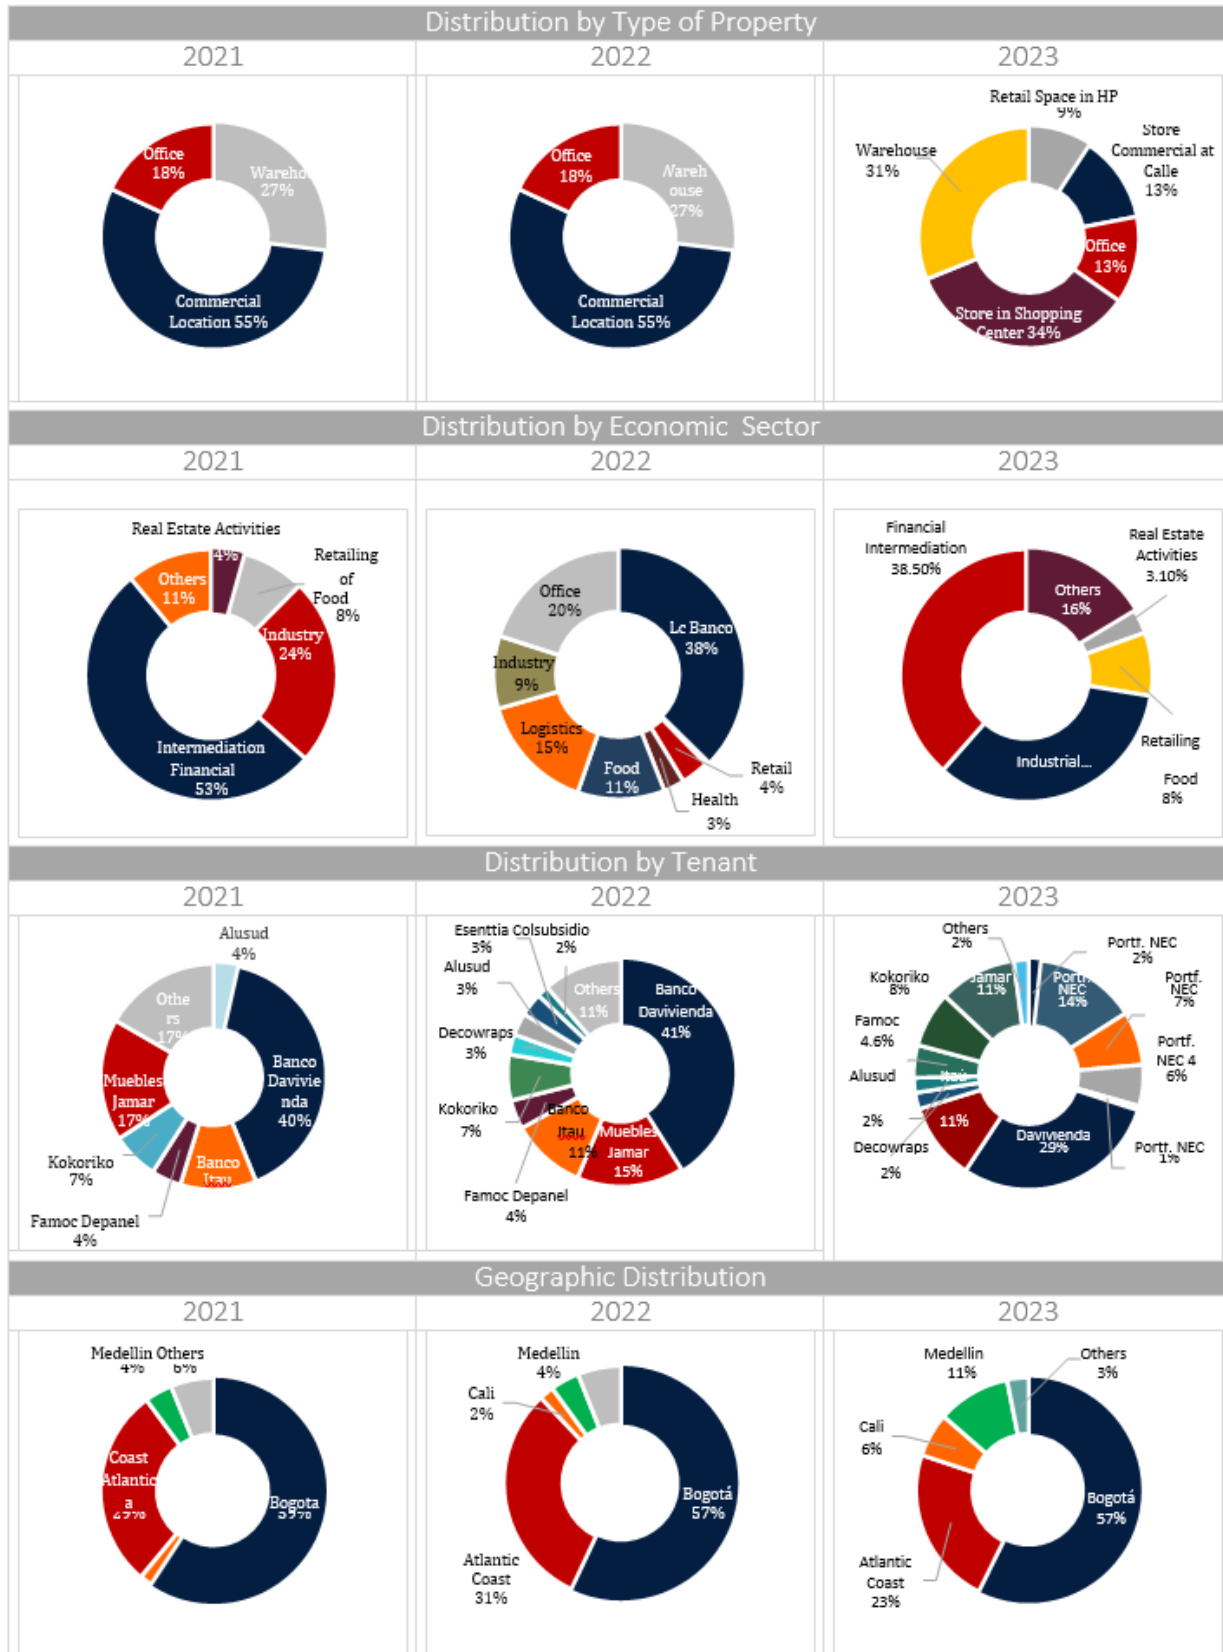 Distribution by Type of Property
2021
2022
2023
Office
18%
27%
Commercial
Location 55%
Office
18%
Wareh
ouse
27%
Commercial
Location 55%
Retail Space in HP
9%
Store
Commercial at
Calle
13%
Warehouse
31%
Office
13%
Store in Shopping
Center 34%
Distribution by Economic Sector
2021
2022
2023
Real Estate Activities
4%
Retailing
of
Food
8%
Others
11%
Industry
24%
Intermediation
Financial
53%
Office
20%
Lc Banco
38%
Industry
9%
Logistics
15%
Food
11%
Retail
4%
Health
3%
Financial
Intermediation
38.50%
Real Estate
Activities
3.10%
Others
16%
Retailing
Food
8%
Industrial...
Distribution by Tenant
2021
2022
2023
Alusud
4%
Othe
rs
17%
Banco
Davivie
nda
40%
Muebles
Jamar
17%
Kokoriko
7%
Banco
Itau
Famoc Depanel
4%
Esenttia Colsubsidio
3% 2%
Alusud
3%
Others
11%
Banco
Davivienda
41%
Decowraps
3%
Kokoriko
7%
Banco
Itau
11%
Muebles
Jamar
15%
Famoc Depanel
4%
Others
2%
Portf. NEC
2%
Kokoriko
8%
Jamar
11%
Portf.
NEC
14%
Portf.
NEC
7%
Famoc
4.6%
Portf.
NEC 4
6%
Alusud
2%
Itaú
11%
Decowraps
2%
Davivienda
29%
Portf. NEC
1%
Geographic Distribution
2021
2022
2023
Medellin Others
4% 6%
Coast
Atlantic
a
29%
Bogota
59%
Medellin
4%
Cali
2%
Bogotá
57%
Atlantic
Coast
31%
Medellin
11%
Others
3%
Cali
6%
Bogotá
57%
Atlantic
Coast
23%